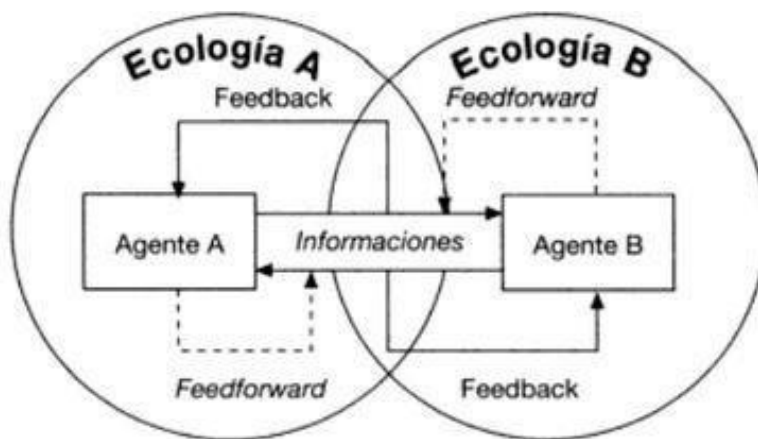 Ecología A
Ecología B
Feedback
Feedforward
Agente A
Informaciones
Agente B
Feedforward
Feedback